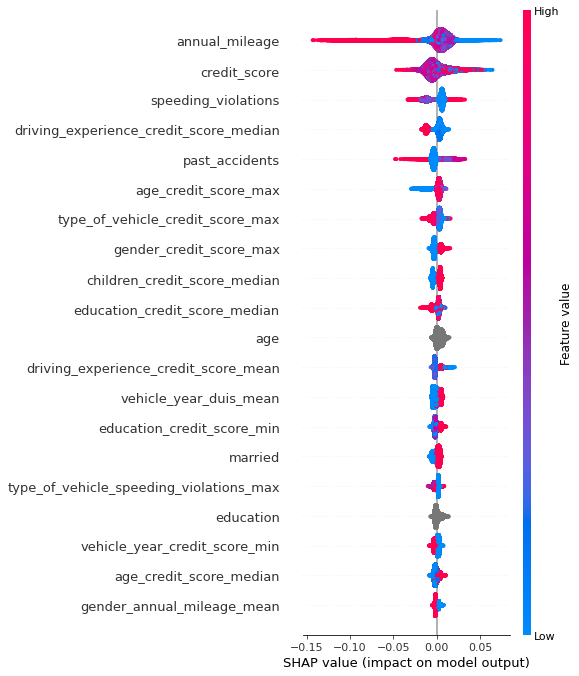 High
annual_mileage
credit_score
speeding_violations
driving_experience_credit_score_median
past_accidents
age_credit_score_max
type_of_vehicle_credit_score_max
gender_credit_score_max
children_credit_score_median
education_credit_score_median
age
driving_experience_credit_score_mean
vehicle_year_duis_mean
education_credit_score_min
married
type_of_vehicle_speeding_violations_max
education
vehicle_year_credit_score_min
age_credit_score_median
gender_annual_mileage_mean
Feature value
Low
−0.15 −0.10 −0.05 0.00 0.05
SHAP value (impact on model output)